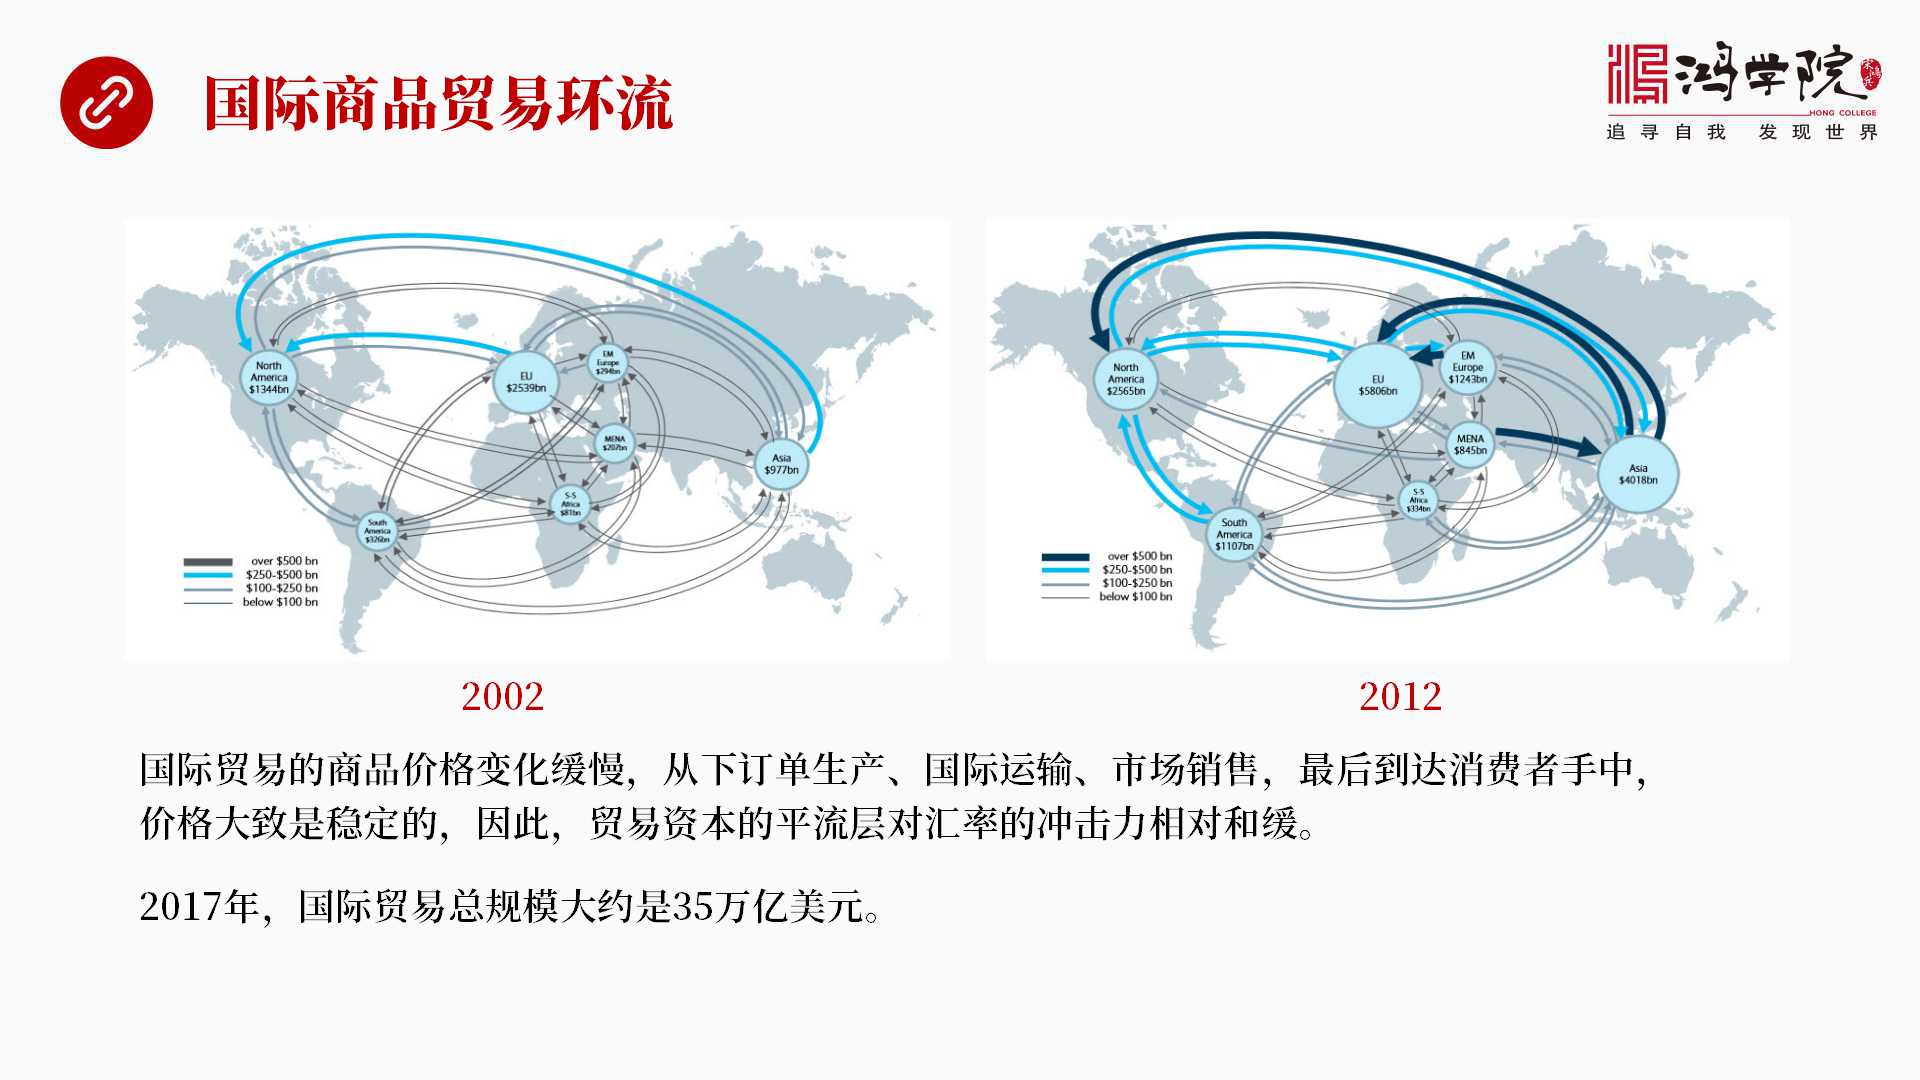 国际商品贸易环流
鸿学院
宋鸿兵
HONG COLLEGE
追寻自我 发现世界
North
America
$1344bn
EU
$2539bn
EM
Europe
$294bn
MENA
$207bn
Asia
$977bn
S-S
Africa
$81bn
South
America
$326bn
over $500 bn
$250-$500 bn
$100-$250 bn
below $100 bn
2002
North
America
$2565bn
EU
$5806bn
EM
Europe
$1243bn
MENA
$845bn
Asia
$4018bn
S-S
Africa
$334bn
South
America
$1107bn
over $500 bn
$250-$500 bn
$100-$250 bn
below $100 bn
2012
国际贸易的商品价格变化缓慢，从下订单生产、国际运输、市场销售，最后到达消费者手中，
价格大致是稳定的，因此，贸易资本的平流层对汇率的冲击力相对和缓。
2017年，国际贸易总规模大约是35万亿美元。